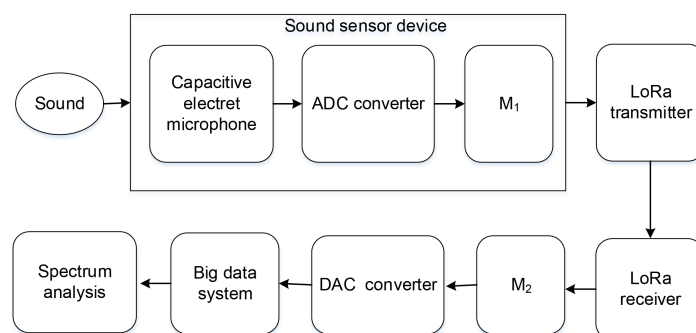 Sound sensor device
Sound
Capacitive
electret
microphone
ADC converter
M₁
LoRa
transmitter
Spectrum
analysis
Big data
system
DAC converter
M₂
LoRa
receiver